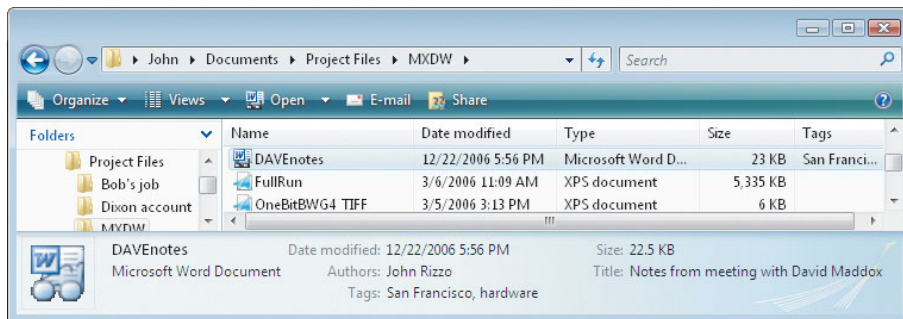 John Documents Project Files MXDW Search
Organize Views Open E-mail Share
Folders Name Date modified Type Size Tags
Project Files DAVEnotes 12/22/2006 5:56 PM Microsoft Word D... 23 KB San Franci...
Bob's job FullRun 3/6/2006 11:09 AM XPS document 5,335 KB
Dixon account OneBitBWG4 TIFF 3/5/2006 3:13 PM XPS document 6 KB
MXDW
DAVEnotes Date modified: 12/22/2006 5:56 PM Size: 22.5 KB
Microsoft Word Document Authors: John Rizzo Title: Notes from meeting with David Maddox
Tags: San Francisco, hardware